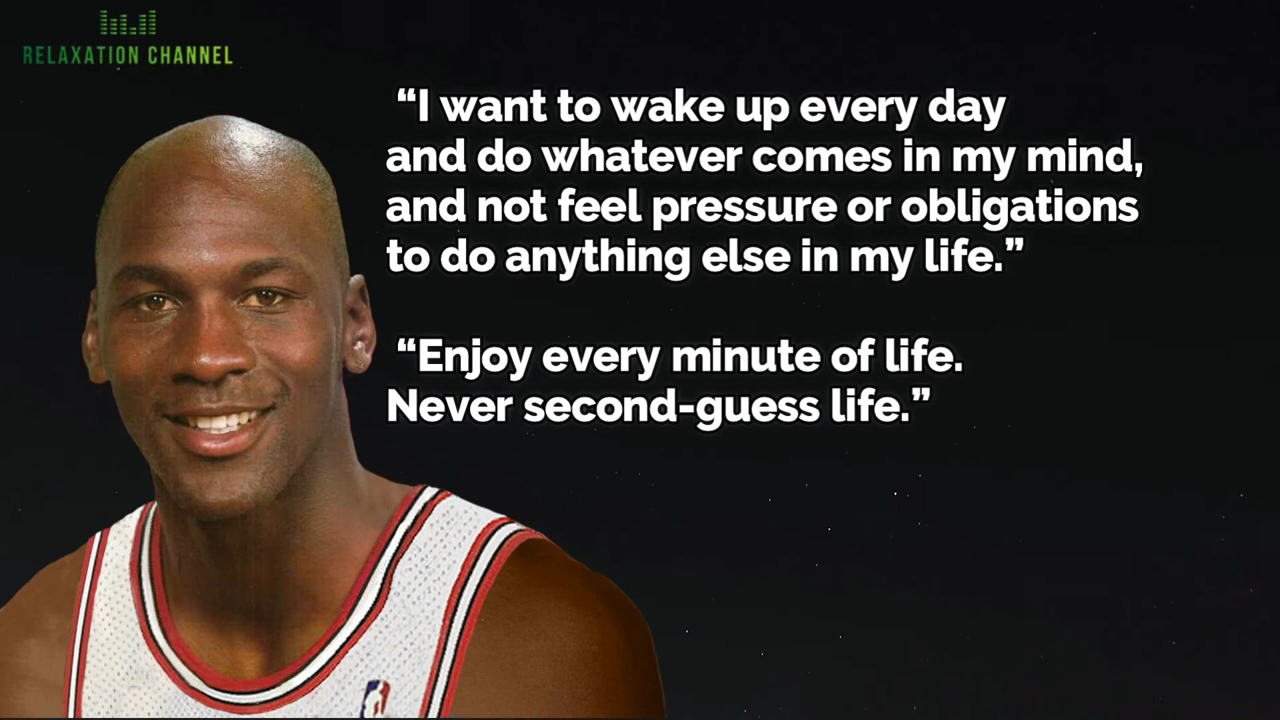 RELAXATION CHANNEL
“I want to wake up every day
and do whatever comes in my mind,
and not feel pressure or obligations
to do anything else in my life.”
“Enjoy every minute of life.
Never second-guess life.”